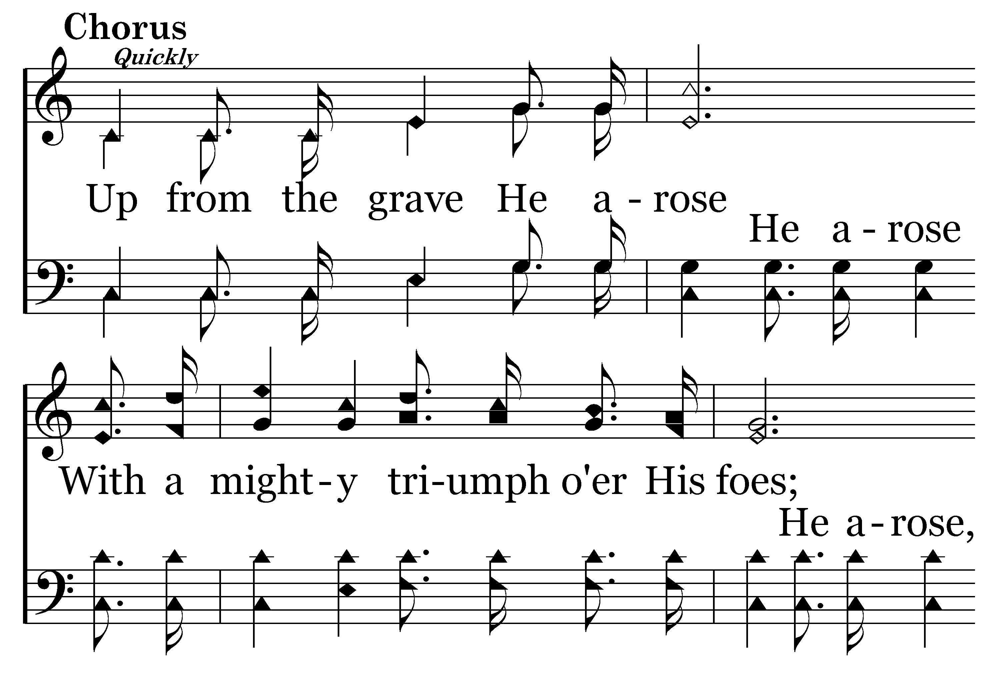 Chorus
Quickly
Up from the grave He a - rose
He a - rose
With a might - y tri-umph o'er His foes;
He a - rose,